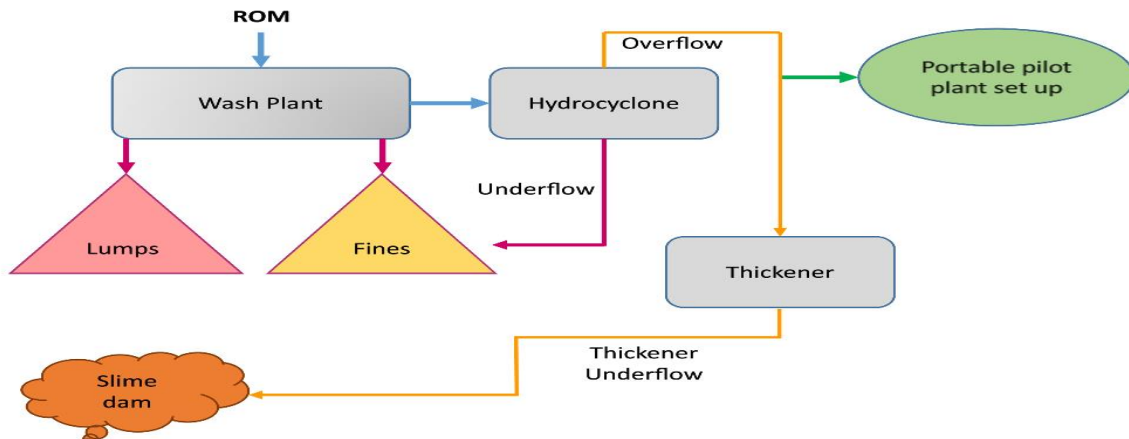 ROM
Wash Plant
Hydrocyclone
Overflow
Portable pilot
plant set up
Underflow
Lumps
Fines
Thickener
Thickener
Underflow
Slime
dam